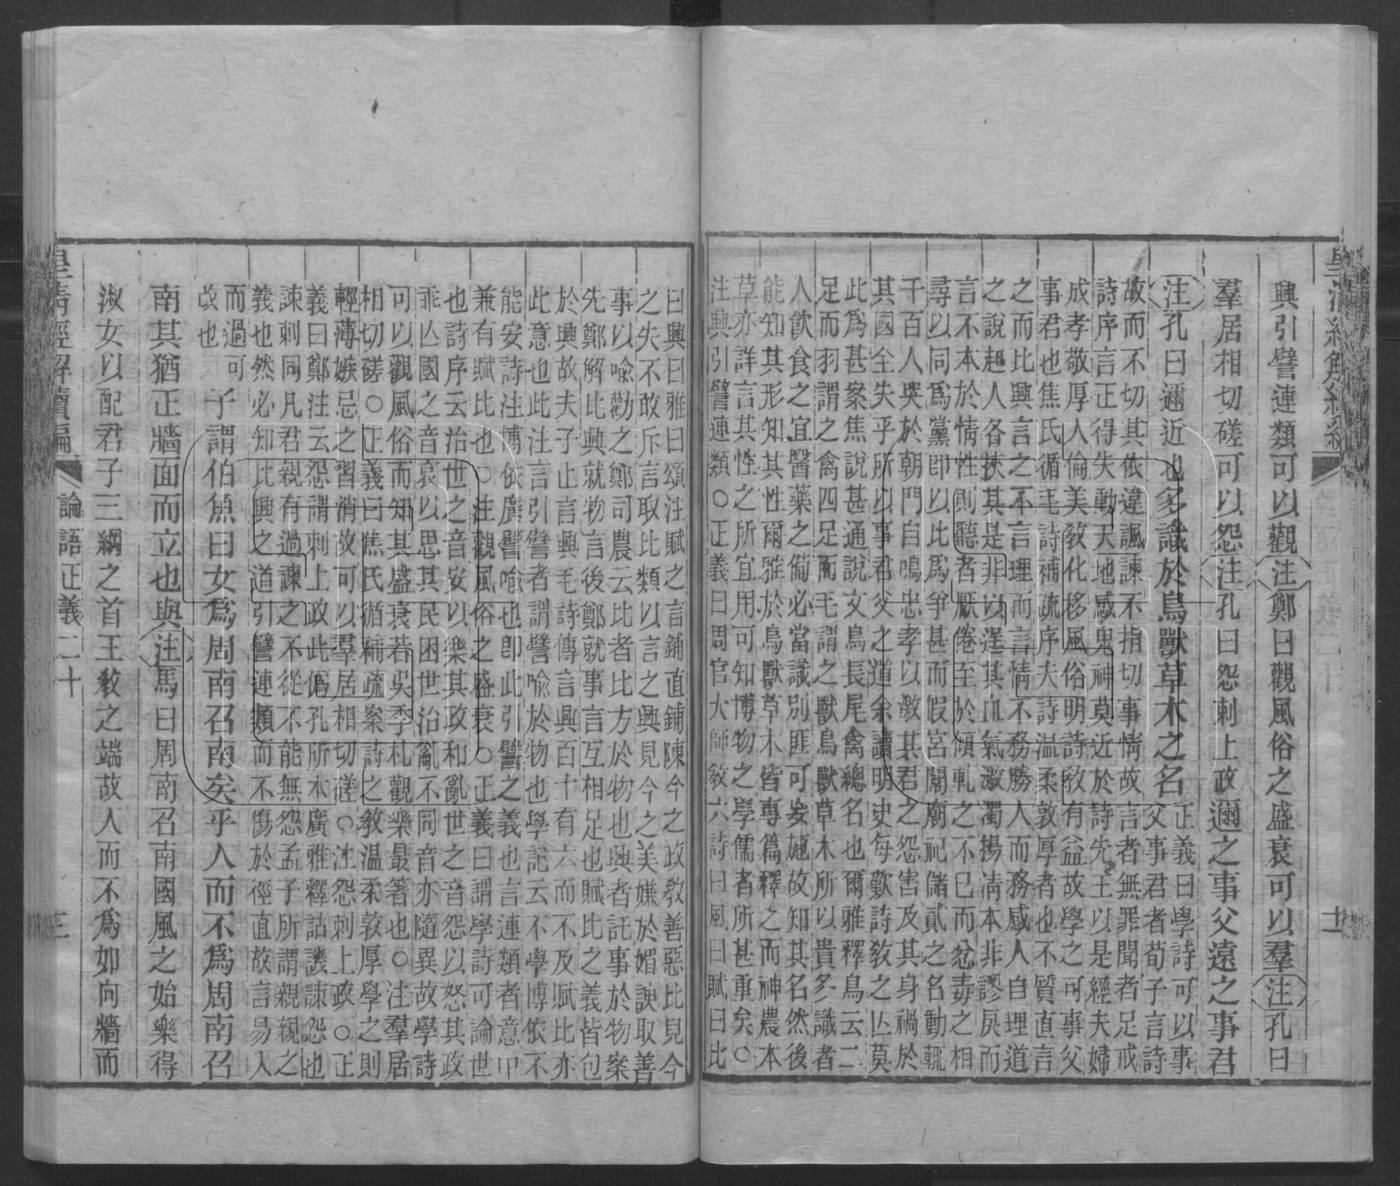 興引譬連類可以觀注鄭曰觀風俗之盛衰可以羣注孔曰
羣居相切磋可以怨注孔曰怨刺上政邇之事父遠之事君
注孔曰邇近也多識於鳥獸草木之名正義曰學詩可以事
父事君者荀子言詩
故而不切其依違諷諫不指切事情故言者無罪聞者足戒
詩序言正得失動天地感鬼神莫近於詩先王以是經夫婦
成孝敬厚人倫美敎化移風俗明詩敎有益故學之可事父
事君也焦氏循毛詩補疏序夫詩溫柔敦厚者也不質直言
之而比興言之不言理而言情不務勝人而務感人自理道
之說起人各挾其是非以逞其血氣激濁揚淸本非謬戾而
言不本於情性則聽者厭倦至於傾軋之不已而忿毒之相
尋以同爲黨卽以比爲爭甚而假宮闈廟祀儲貳之名動輒
千百人哭於朝門自鳴忠孝以激其君之怨害及其身禍於
其國全失乎所以事君父之道余讀明史每歎詩敎之亾莫
此爲甚案焦說甚通說文鳥長尾禽總名也爾雅釋鳥云二
足而羽謂之禽四足而毛謂之獸鳥獸草木所以貴多識者
人飲食之宜醫藥之備必當識別匪可妄施故知其名然後
能知其形知其性爾雅於鳥獸草木皆專篇釋之而神農本
草亦詳言其性之所宜用可知博物之學儒者所甚重矣○
注興引譬連類○正義曰周官大師敎六詩曰風曰賦曰比
曰興曰雅曰頌注賦之言鋪直鋪陳今之政敎善惡比見今
之失不敢斥言取比類以言之興見今之美嫌於媚諛取善
事以喻勸之鄭司農云比者比方於物也興者託事於物案
先鄭解比興就物言後鄭就事言互相足也賦比之義皆包
於興故夫子止言興毛詩傳言興百十有六而不及賦比亦
此意也此注言引譬者謂譬喻於物也學記云不學博依不
能安詩注博依廣譬喻也卽此引譬之義也言連類者意中
兼有賦比也○注觀風俗之盛衰○正義曰謂學詩可論世
也詩序云治世之音安以樂其政和亂世之音怨以怒其政
乖亾國之音哀以思其民困世治亂不同音亦隨異故學詩
可以觀風俗而知其盛衰若吳季札觀樂最著也○注羣居
相切磋○正義曰焦氏循補疏案詩之敎溫柔敦厚學之則
輕薄嫉忌之習消故可以羣居相切磋○注怨刺上政○正
義曰鄭注云怨謂刺上政此僞孔所本廣雅釋詁譏諫怨也
諫刺同凡君親有過諫之不從不能無怨孟子所謂親親之
義也然必知比興之道引譬連類而不傷於徑直故言易入
而過可
改也子謂伯魚曰女爲周南召南矣乎人而不爲周南召
南其猶正牆面而立也與注馬曰周南召南國風之始樂得
淑女以配君子三綱之首王敎之端故人而不爲如向牆而
皇淸經解續編 論語正義二十